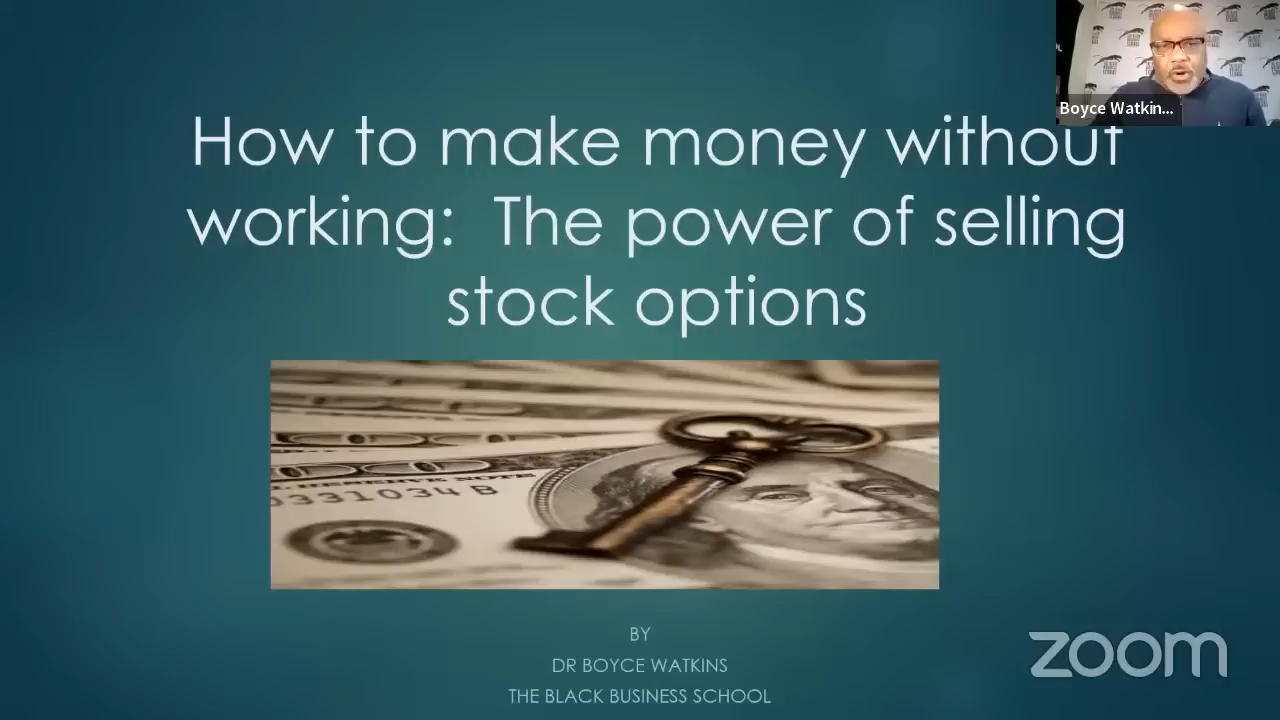 How to make money without
working: The power of selling
stock options
Boyce Watkin...
0331034 B
BY
DR BOYCE WATKINS
THE BLACK BUSINESS SCHOOL
zoom